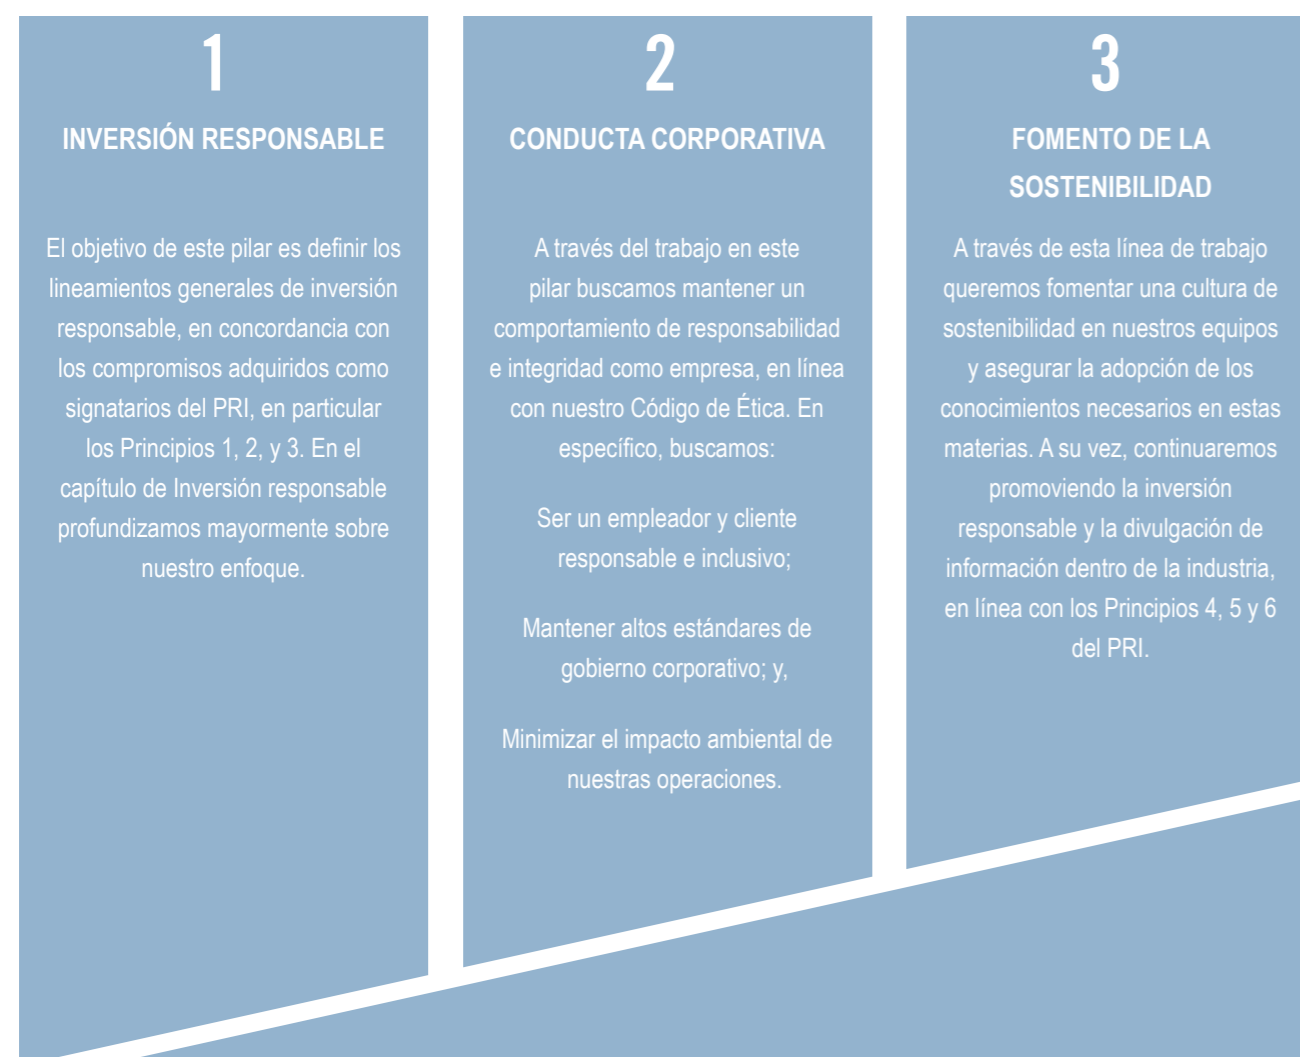 1
INVERSIÓN RESPONSABLE
El objetivo de este pilar es definir los
lineamientos generales de inversión
responsable, en concordancia con
los compromisos adquiridos como
signatarios del PRI, en particular
los Principios 1, 2, y 3. En el
capítulo de Inversión responsable
profundizamos mayormente sobre
nuestro enfoque.
2
CONDUCTA CORPORATIVA
A través del trabajo en este
pilar buscamos mantener un
comportamiento de responsabilidad
e integridad como empresa, en línea
con nuestro Código de Ética. En
específico, buscamos:
Ser un empleador y cliente
responsable e inclusivo;
Mantener altos estándares de
gobierno corporativo; y,
Minimizar el impacto ambiental de
nuestras operaciones.
3
FOMENTO DE LA
SOSTENIBILIDAD
A través de esta línea de trabajo
queremos fomentar una cultura de
sostenibilidad en nuestros equipos
y asegurar la adopción de los
conocimientos necesarios en estas
materias. A su vez, continuaremos
promoviendo la inversión
responsable y la divulgación de
información dentro de la industria,
en línea con los Principios 4, 5 y 6
del PRI.